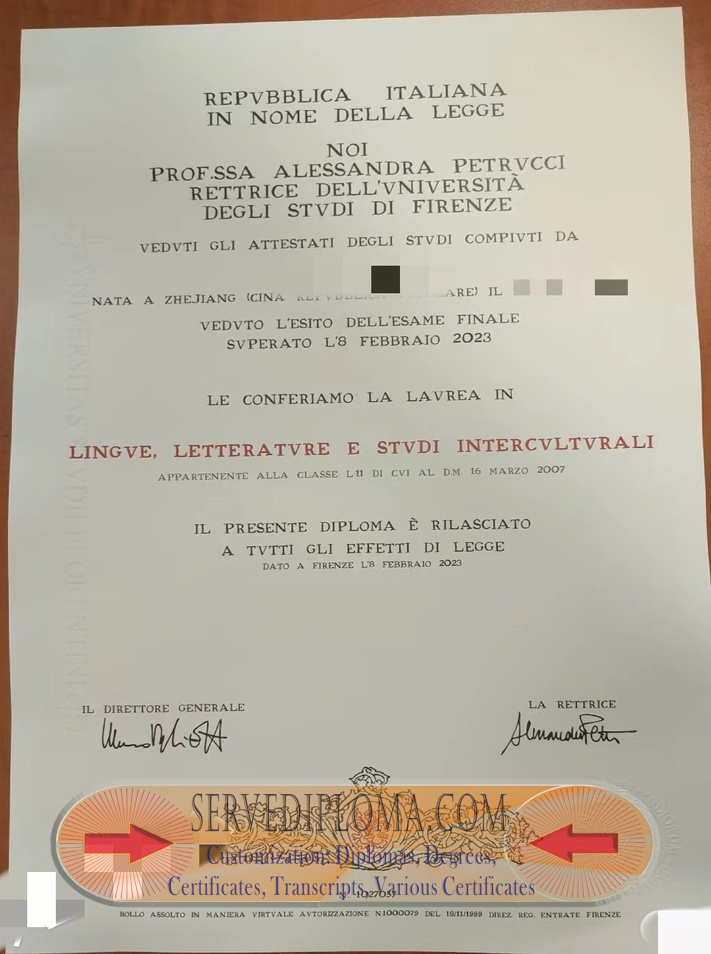 REPVBBLICA ITALIANA
IN NOME DELLA LEGGE
NOI
PROF.SSA ALESSANDRA PETRVCCI
RETTRICE DELL'VNIVERSITÀ
DEGLI STVDI DI FIRENZE
VEDVTI GLI ATTESTATI DEGLI STVDI COMPIVTI DA
NATA A ZHEJIANG (CINA REPVBBLICA ARE) IL
VEDVTO L'ESITO DELL'ESAME FINALE
SVPERATO L'8 FEBBRAIO 2023
LE CONFERIAMO LA LAVREA IN
LINGVE, LETTERATVRE E STVDI INTERCVLTVRALI
APPARTENENTE ALLA CLASSE L11 DI CVI AL D.M. 16 MARZO 2007
IL PRESENTE DIPLOMA È RILASCIATO
A TVTTI GLI EFFETTI DI LEGGE
DATO A FIRENZE L'8 FEBBRAIO 2023
IL DIRETTORE GENERALE
LA RETTRICE
SERVEDIPLOMA.COM
Customization: Diplomas, Degrees,
Certificates, Transcripts, Various Certificates
BOLLO ASSOLTO IN MANIERA VIRTVALE AVTORIZZAZIONE N1000079 DEL 18/11/1999 DIREZ. REG. ENTRATE FIRENZE